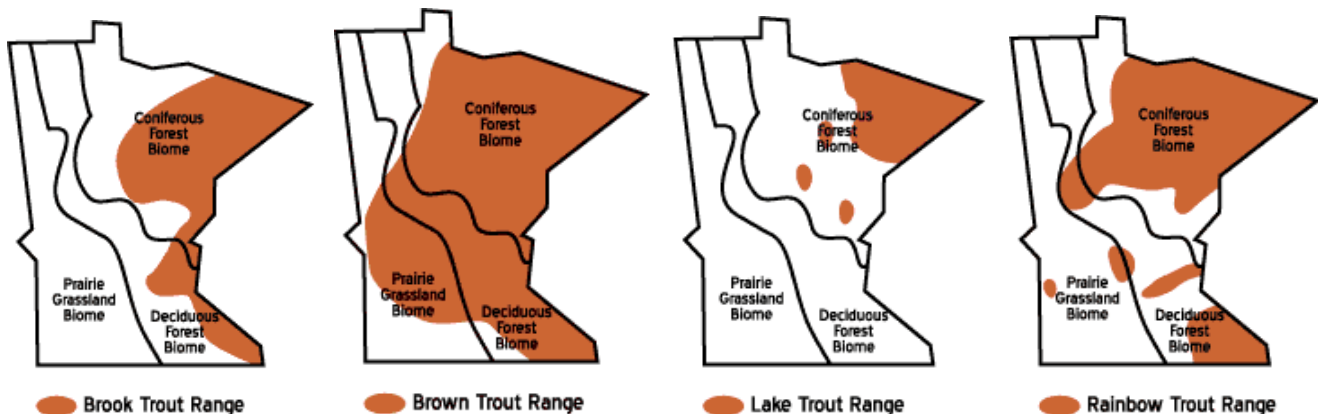 Coniferous
Forest
Biome
Prairie
Grassland
Biome
Deciduous
Forest
Biome
Brook Trout Range
Coniferous
Forest
Biome
Prairie
Grassland
Biome
Deciduous
Forest
Biome
Brown Trout Range
Coniferous
Forest
Biome
Prairie
Grassland
Biome
Deciduous
Forest
Biome
Lake Trout Range
Coniferous
Forest
Biome
Prairie
Grassland
Biome
Deciduous
Forest
Biome
Rainbow Trout Range